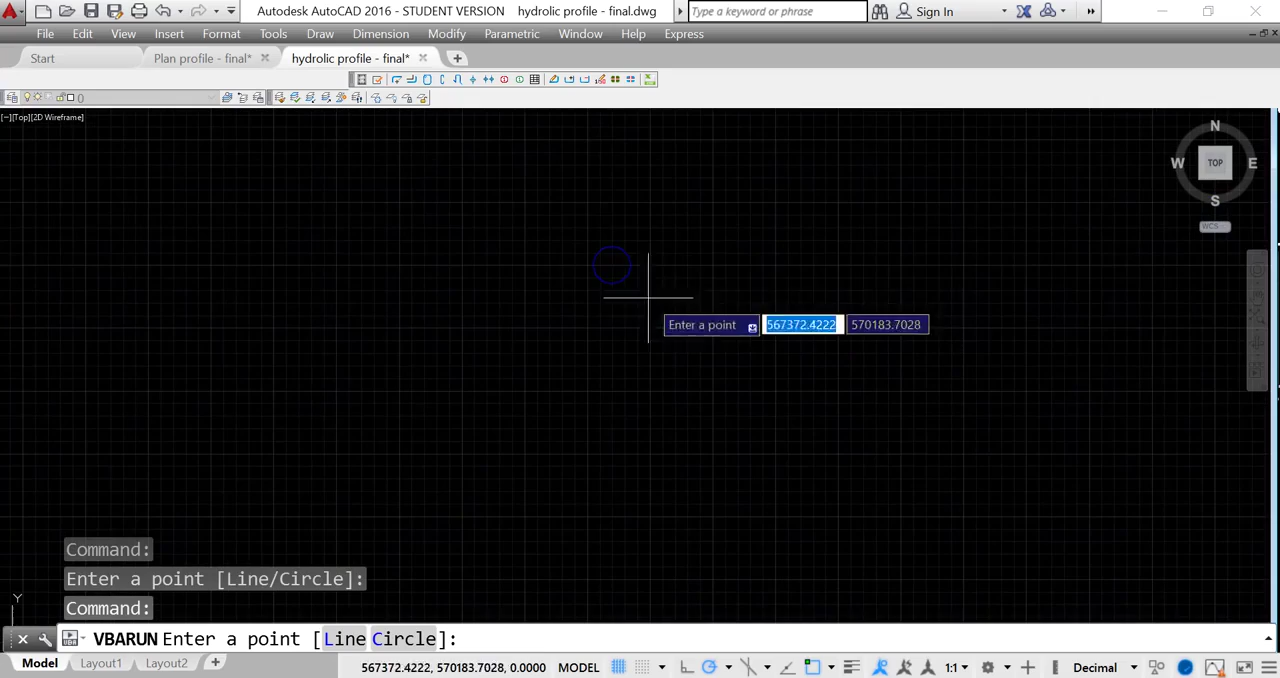 Autodesk AutoCAD 2016 - STUDENT VERSION hydrolic profile - final.dwg
Type a keyword or phrase
Sign In
File Edit View Insert Format Tools Draw Dimension Modify Parametric Window Help Express
Start Plan profile - final* hydrolic profile - final*
0
[−][Top][2D Wireframe]
N
W TOP E
S
WCS
Enter a point 567372.4222 570183.7028
Command:
Enter a point [Line/Circle]:
Y
Command:
VBARUN Enter a point [Line Circle]:
Model Layout1 Layout2 567372.4222, 570183.7028, 0.0000 MODEL 1:1 Decimal